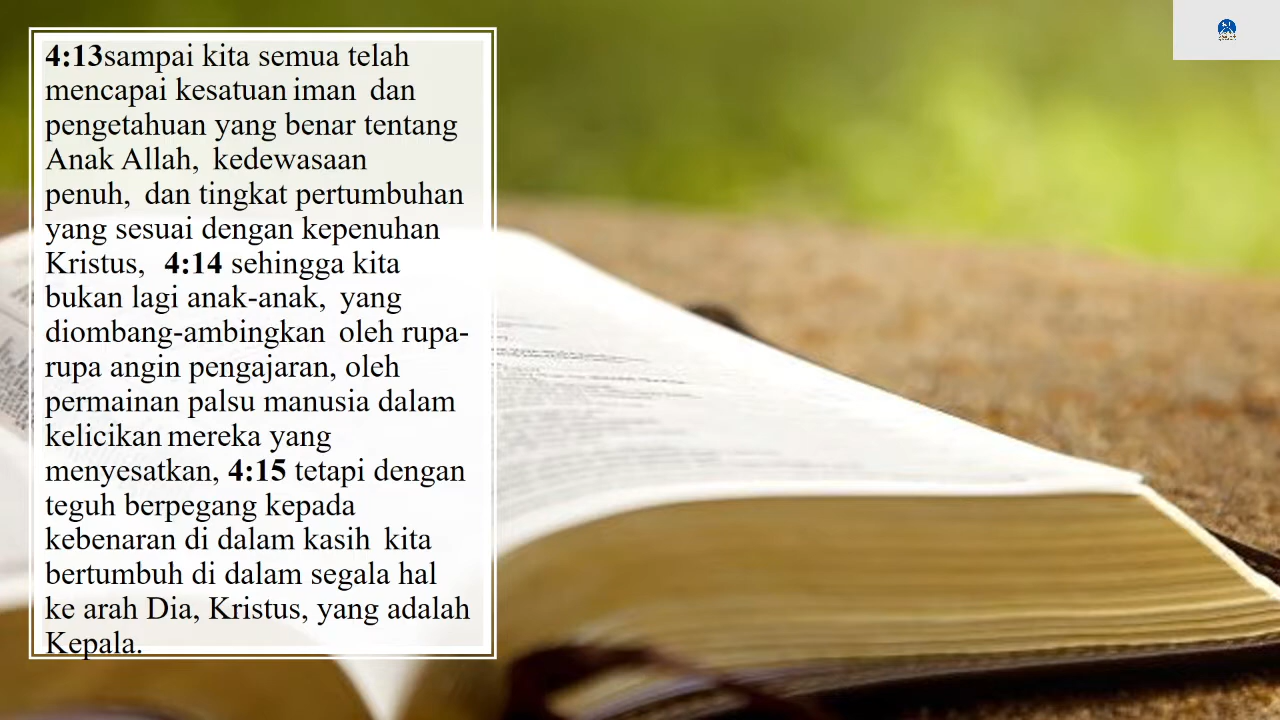 4:13sampai kita semua telah
mencapai kesatuan iman dan
pengetahuan yang benar tentang
Anak Allah, kedewasaan
penuh, dan tingkat pertumbuhan
yang sesuai dengan kepenuhan
Kristus, 4:14 sehingga kita
bukan lagi anak-anak, yang
diombang-ambingkan oleh rupa-
rupa angin pengajaran, oleh
permainan palsu manusia dalam
kelicikan mereka yang
menyesatkan, 4:15 tetapi dengan
teguh berpegang kepada
kebenaran di dalam kasih kita
bertumbuh di dalam segala hal
ke arah Dia, Kristus, yang adalah
Kepala.